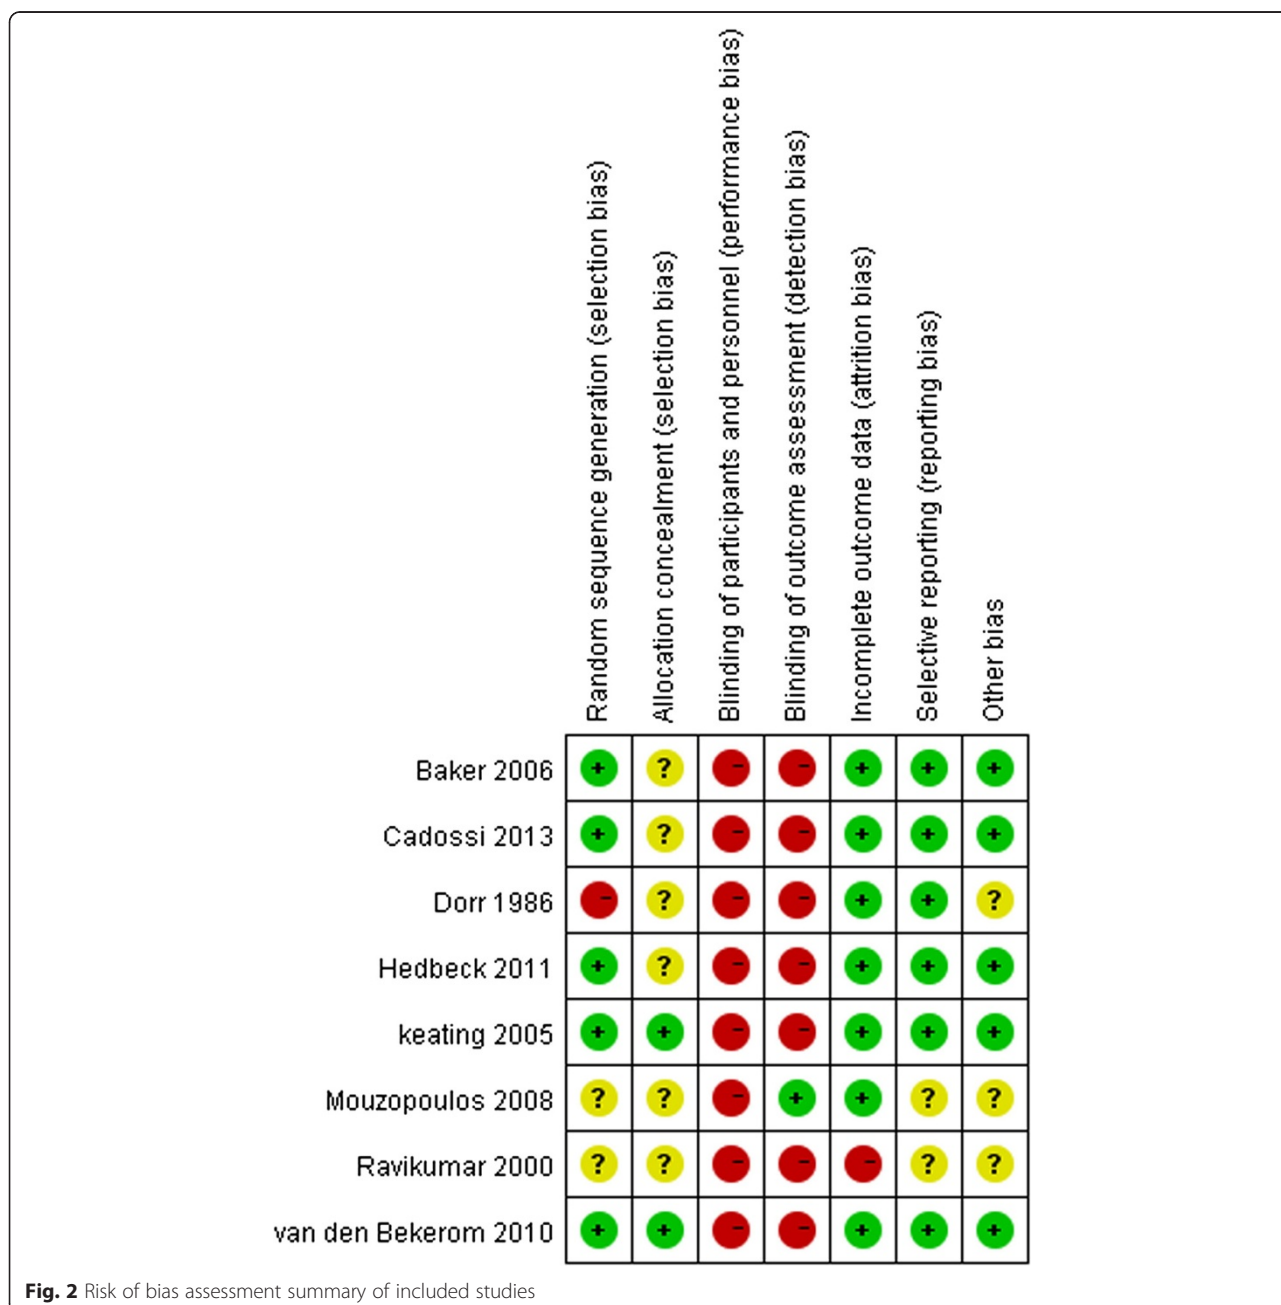 Random sequence generation (selection bias)
Allocation concealment (selection bias)
Blinding of participants and personnel (performance bias)
Blinding of outcome assessment (detection bias)
Incomplete outcome data (attrition bias)
Selective reporting (reporting bias)
Other bias
Baker 2006 + ? - - + + +
Cadossi 2013 + ? - - + + +
Dorr 1986 - ? - - + + ?
Hedbeck 2011 + ? - - + + +
keating 2005 + + - - + + +
Mouzopoulos 2008 ? ? - + + ? ?
Ravikumar 2000 ? ? - - - ? ?
van den Bekerom 2010 + + - - + + +
Fig. 2 Risk of bias assessment summary of included studies